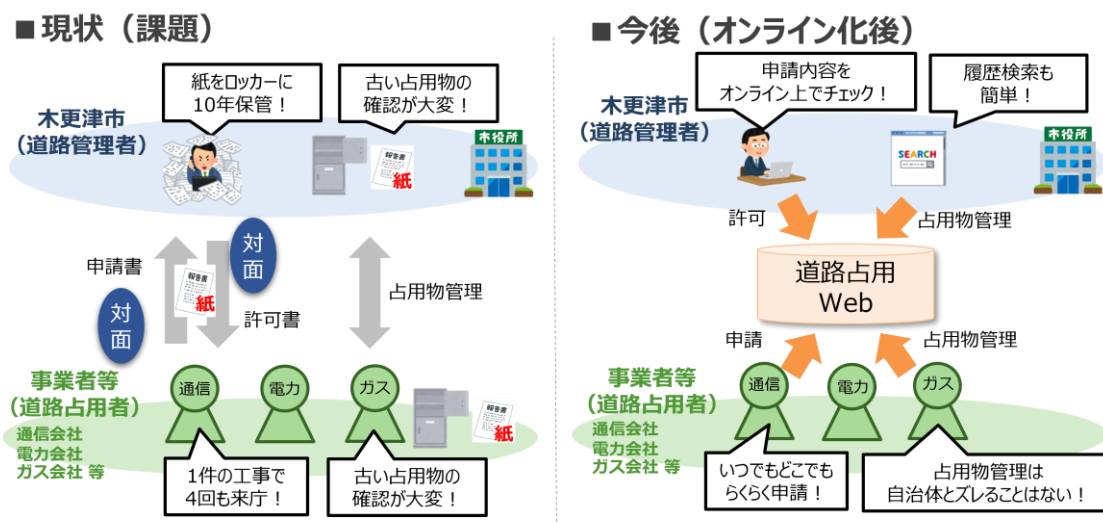 ■現状（課題）
紙をロッカーに
10年保管！
古い占用物の
確認が大変！
木更津市
（道路管理者）
市役所
報告書
紙
対面
申請書
報告書
紙
対面
許可書
占用物管理
事業者等
（道路占用者）
通信会社
電力会社
ガス会社 等
通信
電力
ガス
報告書
紙
1件の工事で
4回も来庁！
古い占用物の
確認が大変！
■今後（オンライン化後）
申請内容を
オンライン上でチェック！
履歴検索も
簡単！
木更津市
（道路管理者）
SEARCH
市役所
許可
占用物管理
道路占用
Web
申請
占用物管理
事業者等
（道路占用者）
通信会社
電力会社
ガス会社 等
通信
電力
ガス
いつでもどこでも
らくらく申請！
占用物管理は
自治体とズレることはない！